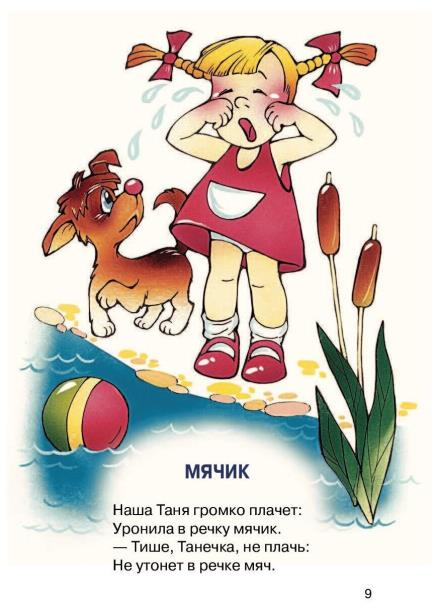 МЯЧИК
Наша Таня громко плачет:
Уронила в речку мячик.
— Тише, Танечка, не плачь:
Не утонет в речке мяч.
9